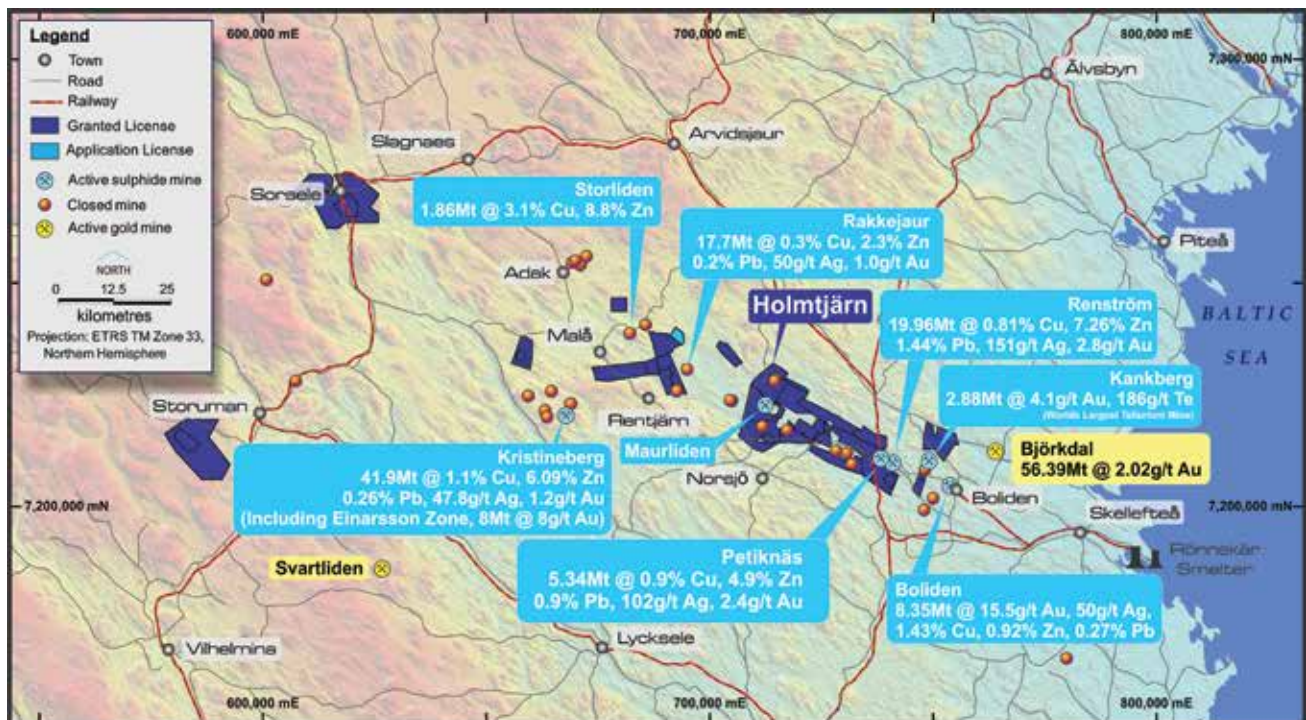 600,000 mE
700,000 mE
800,000 mE
7,300,000 mN
Legend
Town
Road
Railway
Granted License
Application License
Active sulphide mine
Closed mine
Active gold mine
NORTH
0 12.5 25
kilometres
Projection: ETRS TM Zone 33,
Northern Hemisphere
Älvsbyn
Arvidsjaur
Slagnaes
Sorsele
Storliden
1.86Mt @ 3.1% Cu, 8.8% Zn
Rakkejaur
17.7Mt @ 0.3% Cu, 2.3% Zn
0.2% Pb, 50g/t Ag, 1.0g/t Au
Piteå
Adak
Holmtjärn
Renström
19.96Mt @ 0.81% Cu, 7.26% Zn
1.44% Pb, 151g/t Ag, 2.8g/t Au
BALTIC
SEA
Malå
Kankberg
2.88Mt @ 4.1g/t Au, 186g/t Te
(Worlds Largest Tellurium Mine)
Storuman
Rentjärn
Maurliden
Björkdal
56.39Mt @ 2.02g/t Au
Kristineberg
41.9Mt @ 1.1% Cu, 6.09% Zn
0.26% Pb, 47.8g/t Ag, 1.2g/t Au
(Including Einarsson Zone, 8Mt @ 8g/t Au)
Norsjö
Boliden
7,200,000 mN
7,200,000 mN
Skellefteå
Rönnskär
Smelter
Svartliden
Petiknäs
5.34Mt @ 0.9% Cu, 4.9% Zn
0.9% Pb, 102g/t Ag, 2.4g/t Au
Boliden
8.35Mt @ 15.5g/t Au, 50g/t Ag,
1.43% Cu, 0.92% Zn, 0.27% Pb
Vilhelmina
Lycksele
600,000 mE
700,000 mE
800,000 mE